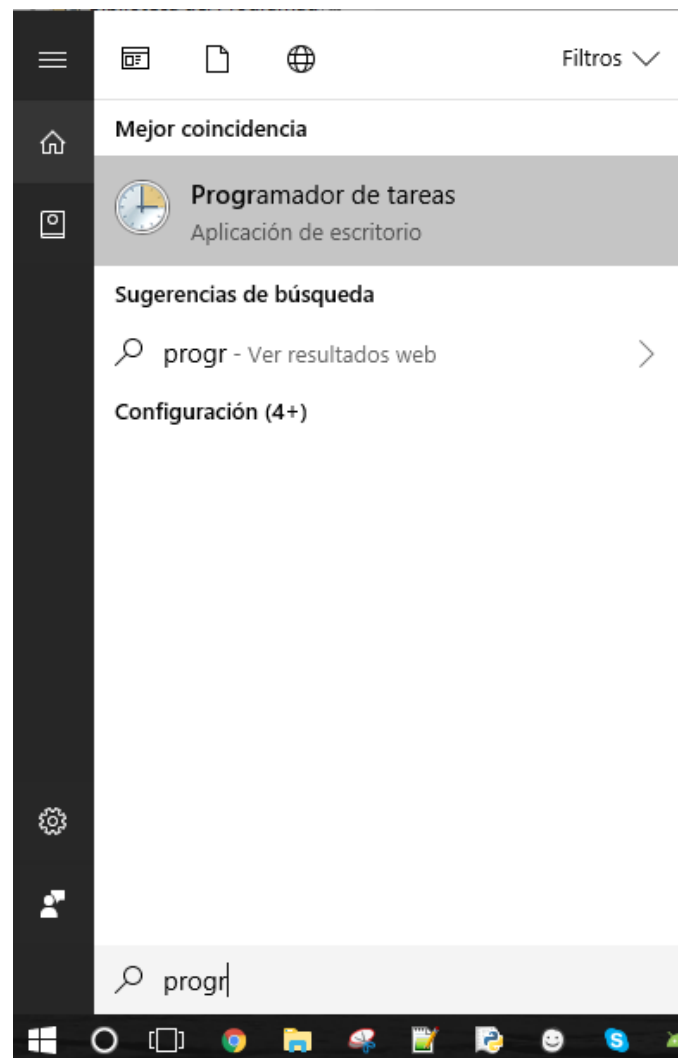 Filtros
Mejor coincidencia
Programador de tareas
Aplicación de escritorio
Sugerencias de búsqueda
progr - Ver resultados web
Configuración (4+)
progr